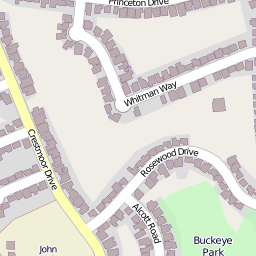 Princeton Drive
Whitman Way
Crestmoor Drive
Rosewood Drive
Alcott Road
John
Buckeye
Park